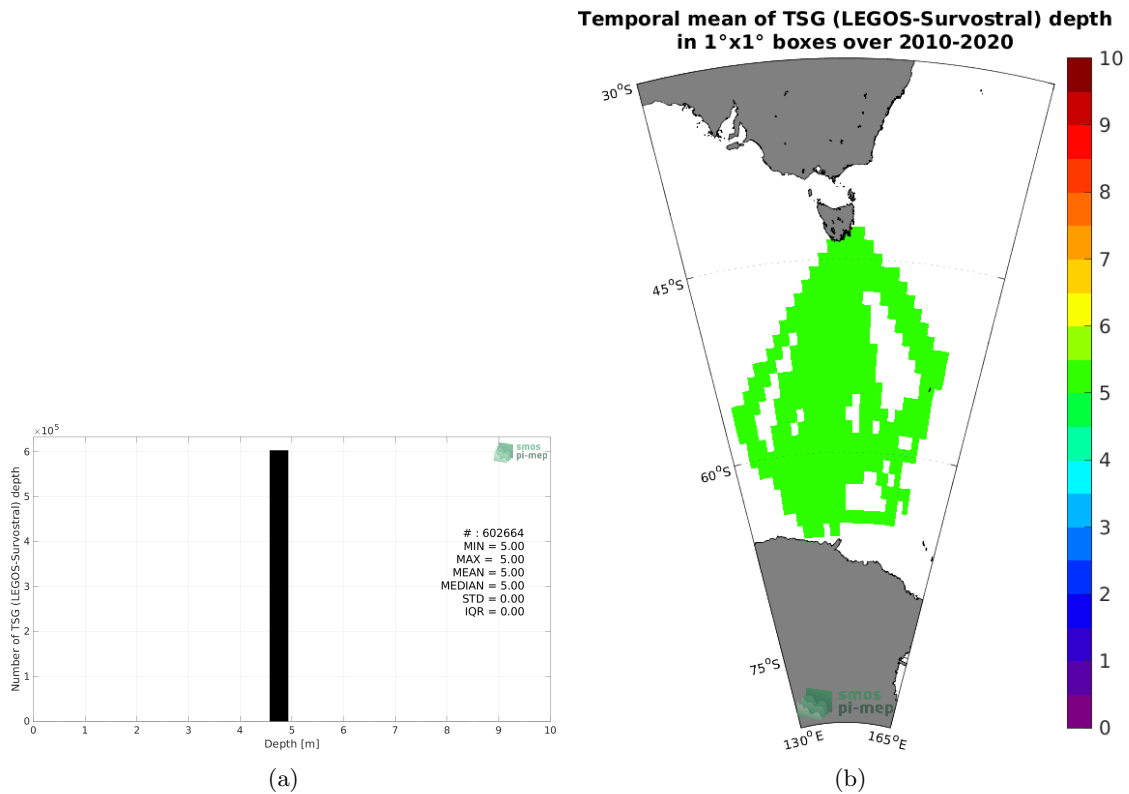 Temporal mean of TSG (LEGOS-Survostral) depth
in 1°x1° boxes over 2010-2020
×10⁵
6
5
4
3
2
1
0
Number of TSG (LEGOS-Survostral) depth
0 1 2 3 4 5 6 7 8 9 10
Depth [m]
smos
pi-mep
# : 602664
MIN = 5.00
MAX = 5.00
MEAN = 5.00
MEDIAN = 5.00
STD = 0.00
IQR = 0.00
(a)
30°S
45°S
60°S
75°S
130°E
165°E
smos
pi-mep
10
9
8
7
6
5
4
3
2
1
0
(b)